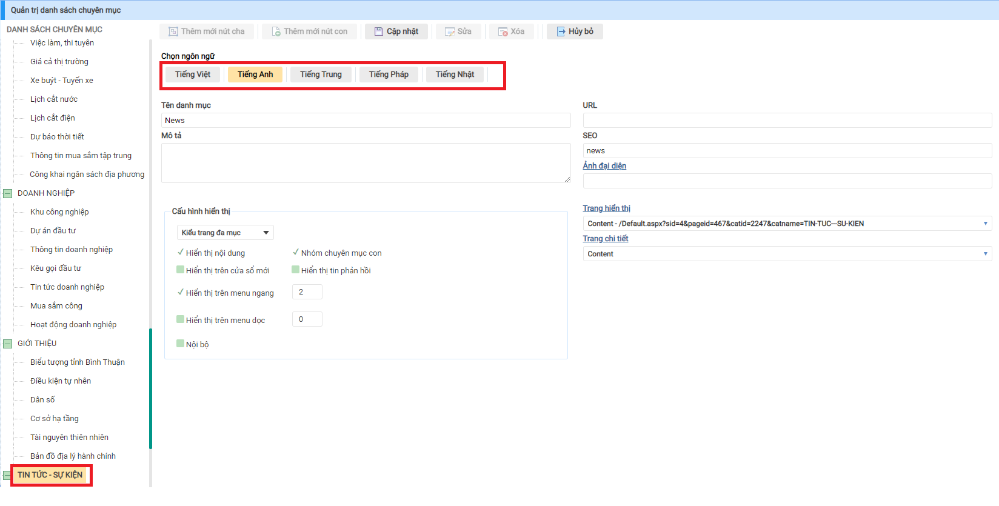 Quản trị danh sách chuyên mục
DANH SÁCH CHUYÊN MỤC
Việc làm, thi tuyên
Giá cả thị trường
Xe buýt - Tuyến xe
Lịch cắt nước
Lịch cắt điện
Dự báo thời tiết
Thông tin mua sắm tập trung
Công khai ngân sách địa phương
DOANH NGHIỆP
Khu công nghiệp
Dự án đầu tư
Thông tin doanh nghiệp
Kêu gọi đầu tư
Tin tức doanh nghiệp
Mua sắm công
Hoạt động doanh nghiệp
GIỚI THIỆU
Biểu tượng tỉnh Bình Thuận
Điều kiện tự nhiên
Dân số
Cơ sở hạ tầng
Tài nguyên thiên nhiên
Bản đồ địa lý hành chính
TIN TỨC - SỰ KIỆN
Thêm mới nút cha
Thêm mới nút con
Cập nhật
Sửa
Xóa
Hủy bỏ
Chọn ngôn ngữ
Tiếng Việt
Tiếng Anh
Tiếng Trung
Tiếng Pháp
Tiếng Nhật
Tên danh mục
News
Mô tả
URL
SEO
news
Ảnh đại diện
Trang hiển thị
Content - /Default.aspx?sid=4&pageid=467&catid=2247&catname=TIN-TUC---SU-KIEN
Trang chi tiết
Content
Cấu hình hiển thị
Kiểu trang đa mục
Hiển thị nội dung
Nhóm chuyên mục con
Hiển thị trên cửa sổ mới
Hiển thị tin phản hồi
Hiển thị trên menu ngang
2
Hiển thị trên menu dọc
0
Nội bộ